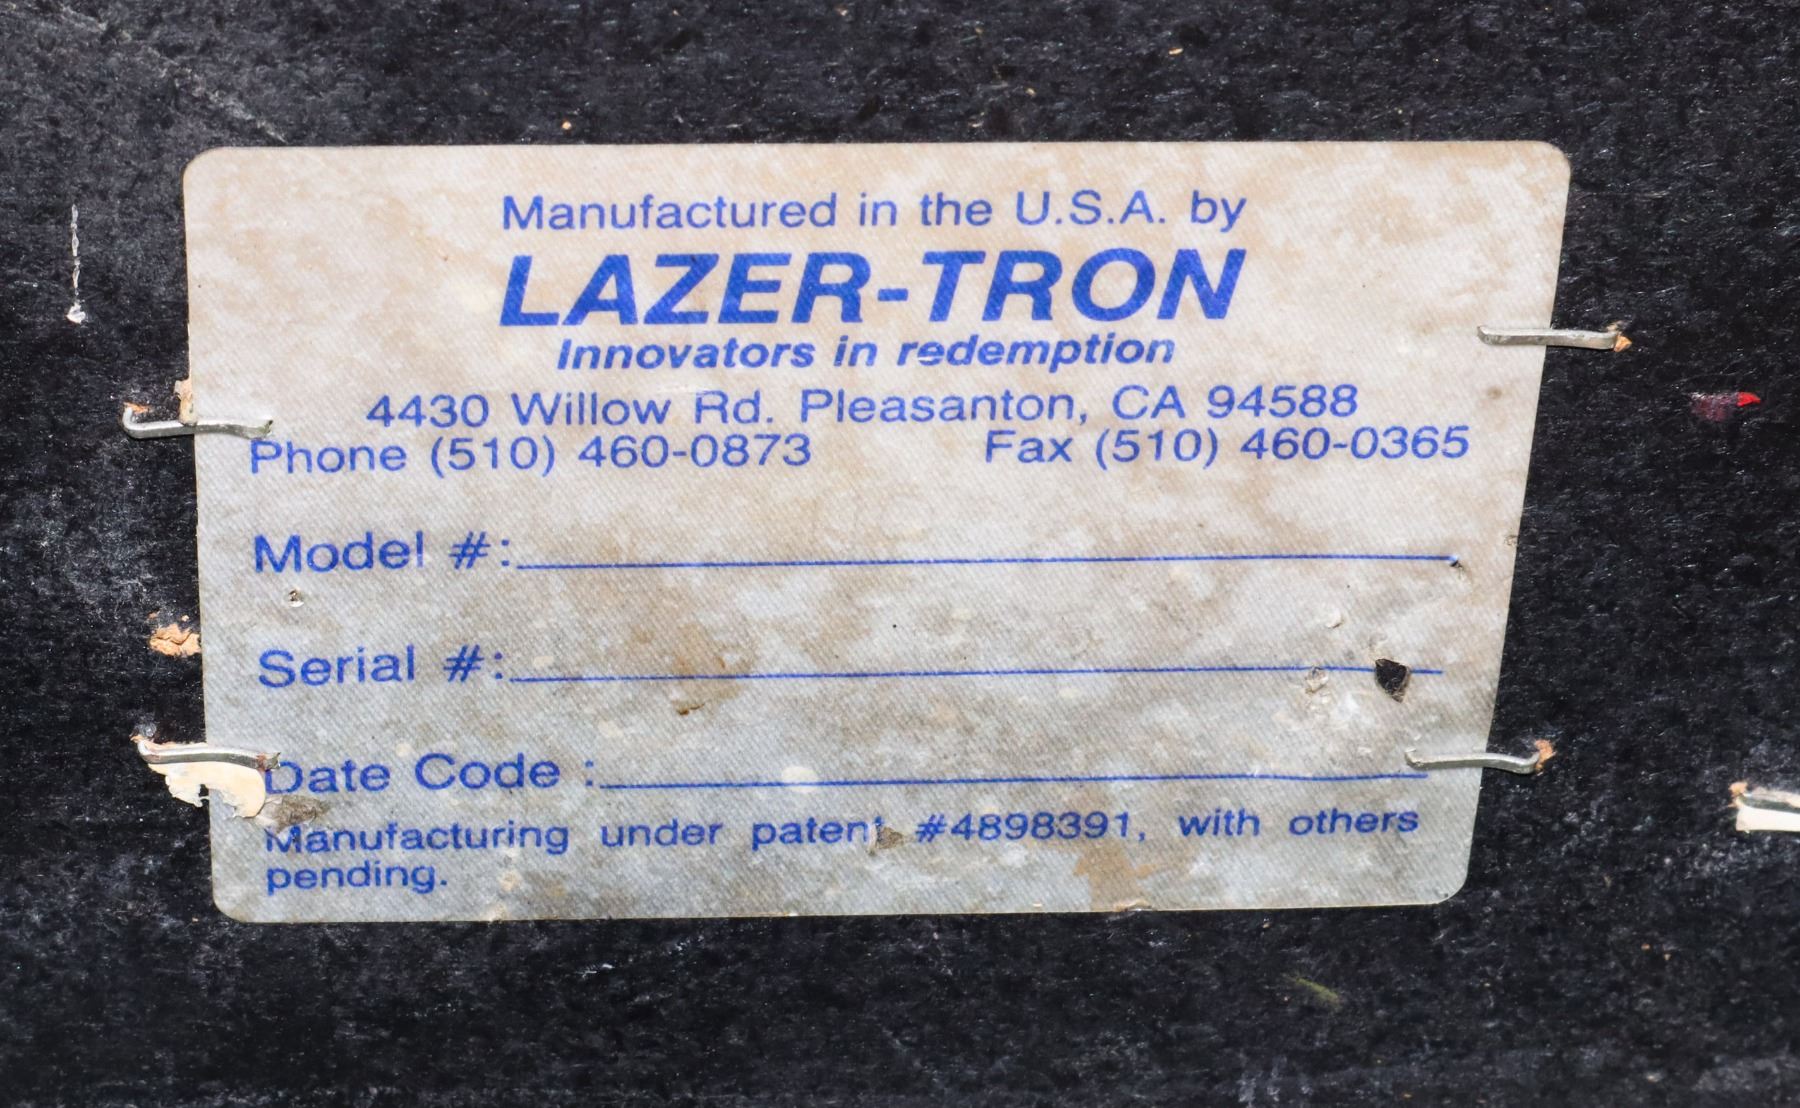 Manufactured in the U.S.A. by
LAZER-TRON
Innovators in redemption
4430 Willow Rd. Pleasanton, CA 94588
Phone (510) 460-0873 Fax (510) 460-0365
Model #:
Serial #:
Date Code :
Manufacturing under patent #4898391, with others
pending.